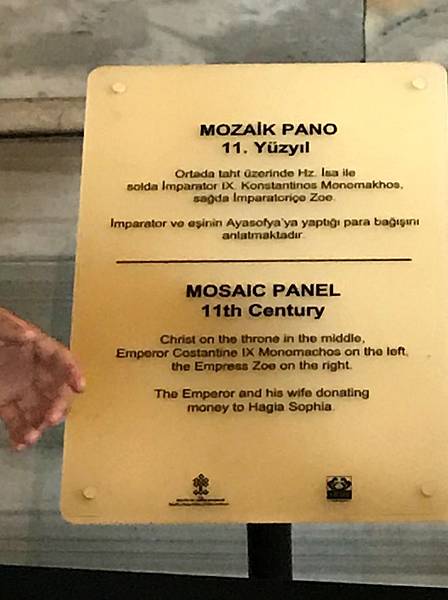 MOZAİK PANO
11. Yüzyıl
Ortada taht üzerinde Hz. İsa ile
solda İmparator IX. Konstantinos Monomakhos,
sağda İmparatoriçe Zoe.
İmparator ve eşinin Ayasofya'ya yaptığı para bağışını
anlatmaktadır.
MOSAIC PANEL
11th Century
Christ on the throne in the middle,
Emperor Costantine IX Monomachos on the left,
the Empress Zoe on the right.
The Emperor and his wife donating
money to Hagia Sophia.